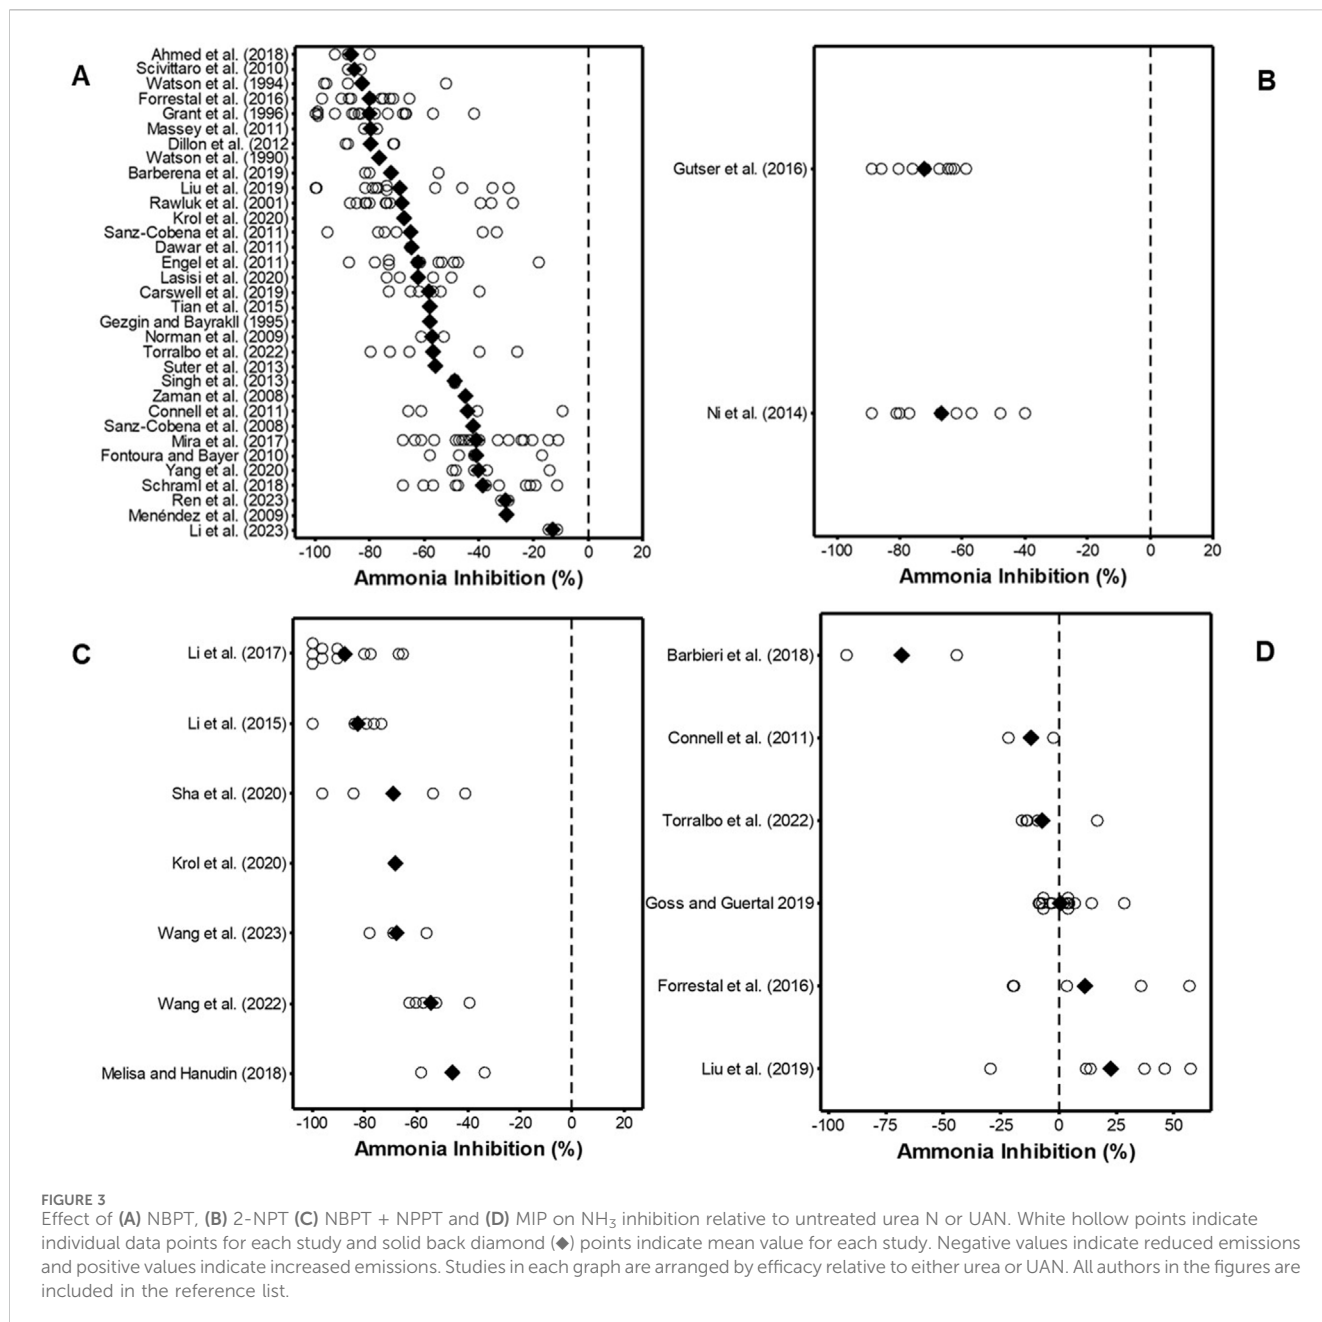 A
Ahmed et al. (2018)
Scivittaro et al. (2010)
Watson et al. (1994)
Forrestal et al. (2016)
Grant et al. (1996)
Massey et al. (2011)
Dillon et al. (2012
Watson et al. (1990)
Barberena et al. (2019)
Liu et al. (2019)
Rawluk et al. (2001)
Krol et al. (2020)
Sanz-Cobena et al. (2011)
Dawar et al. (2011)
Engel et al. (2011)
Lasisi et al. (2020)
Carswell et al. (2019)
Tian et al. (2015)
Gezgin and Bayrakll (1995)
Norman et al. (2009)
Torralbo et al. (2022)
Suter et al. (2013)
Singh et al. (2013)
Zaman et al. (2008)
Connell et al. (2011)
Sanz-Cobena et al. (2008)
Mira et al. (2017)
Fontoura and Bayer (2010)
Yang et al. (2020)
Schraml et al. (2018)
Ren et al. (2023)
Menéndez et al. (2009)
Li et al. (2023)
-100 -80 -60 -40 -20 0 20
Ammonia Inhibition (%)
B
Gutser et al. (2016)
Ni et al. (2014)
-100 -80 -60 -40 -20 0 20
Ammonia Inhibition (%)
C
Li et al. (2017)
Li et al. (2015)
Sha et al. (2020)
Krol et al. (2020)
Wang et al. (2023)
Wang et al. (2022)
Melisa and Hanudin (2018)
-100 -80 -60 -40 -20 0 20
Ammonia Inhibition (%)
D
Barbieri et al. (2018)
Connell et al. (2011)
Torralbo et al. (2022)
Goss and Guertal 2019
Forrestal et al. (2016)
Liu et al. (2019)
-100 -75 -50 -25 0 25 50
Ammonia Inhibition (%)
FIGURE 3
Effect of (A) NBPT, (B) 2-NPT (C) NBPT + NPPT and (D) MIP on NH₃ inhibition relative to untreated urea N or UAN. White hollow points indicate
individual data points for each study and solid back diamond (◆) points indicate mean value for each study. Negative values indicate reduced emissions
and positive values indicate increased emissions. Studies in each graph are arranged by efficacy relative to either urea or UAN. All authors in the figures are
included in the reference list.